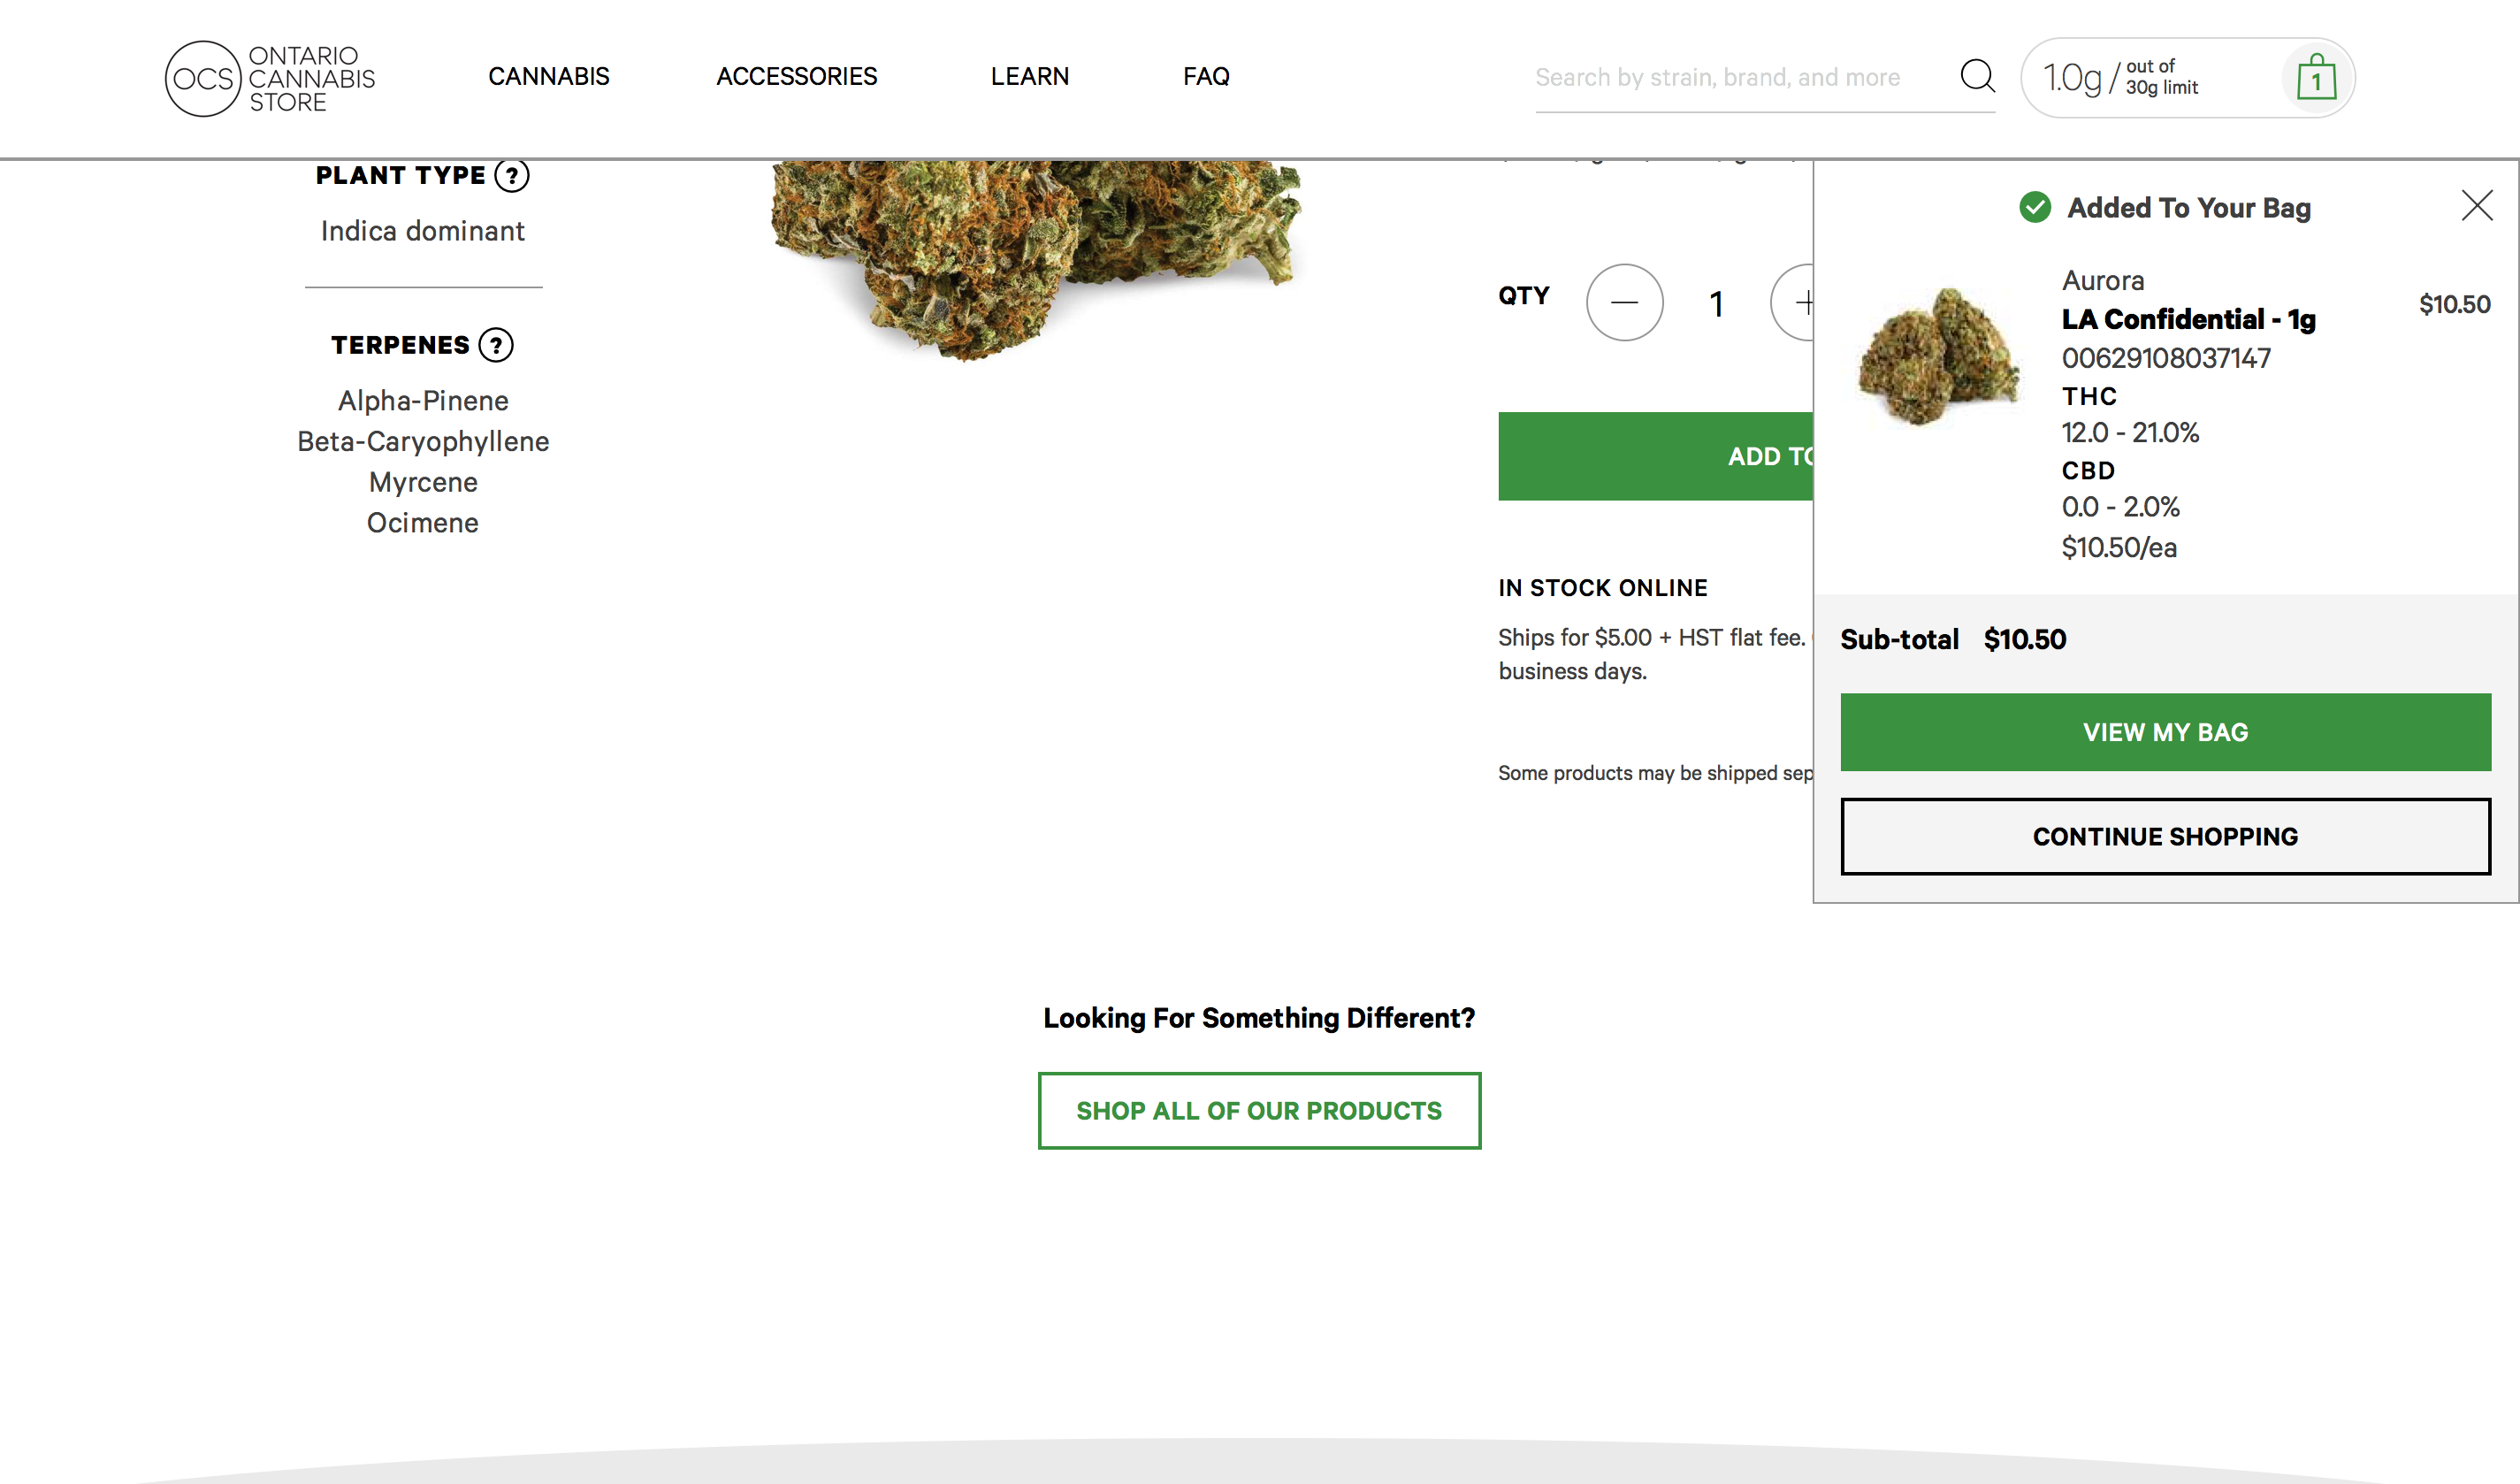 OCS
ONTARIO
CANNABIS
STORE
CANNABIS
ACCESSORIES
LEARN
FAQ
Search by strain, brand, and more
1.0g / out of
30g limit
1
PLANT TYPE ?
Indica dominant
TERPENES ?
Alpha-Pinene
Beta-Caryophyllene
Myrcene
Ocimene
QTY
1
ADD TO
IN STOCK ONLINE
Ships for $5.00 + HST flat fee.
business days.
Some products may be shipped sep
Added To Your Bag
Aurora
LA Confidential - 1g
$10.50
00629108037147
THC
12.0 - 21.0%
CBD
0.0 - 2.0%
$10.50/ea
Sub-total $10.50
VIEW MY BAG
CONTINUE SHOPPING
Looking For Something Different?
SHOP ALL OF OUR PRODUCTS